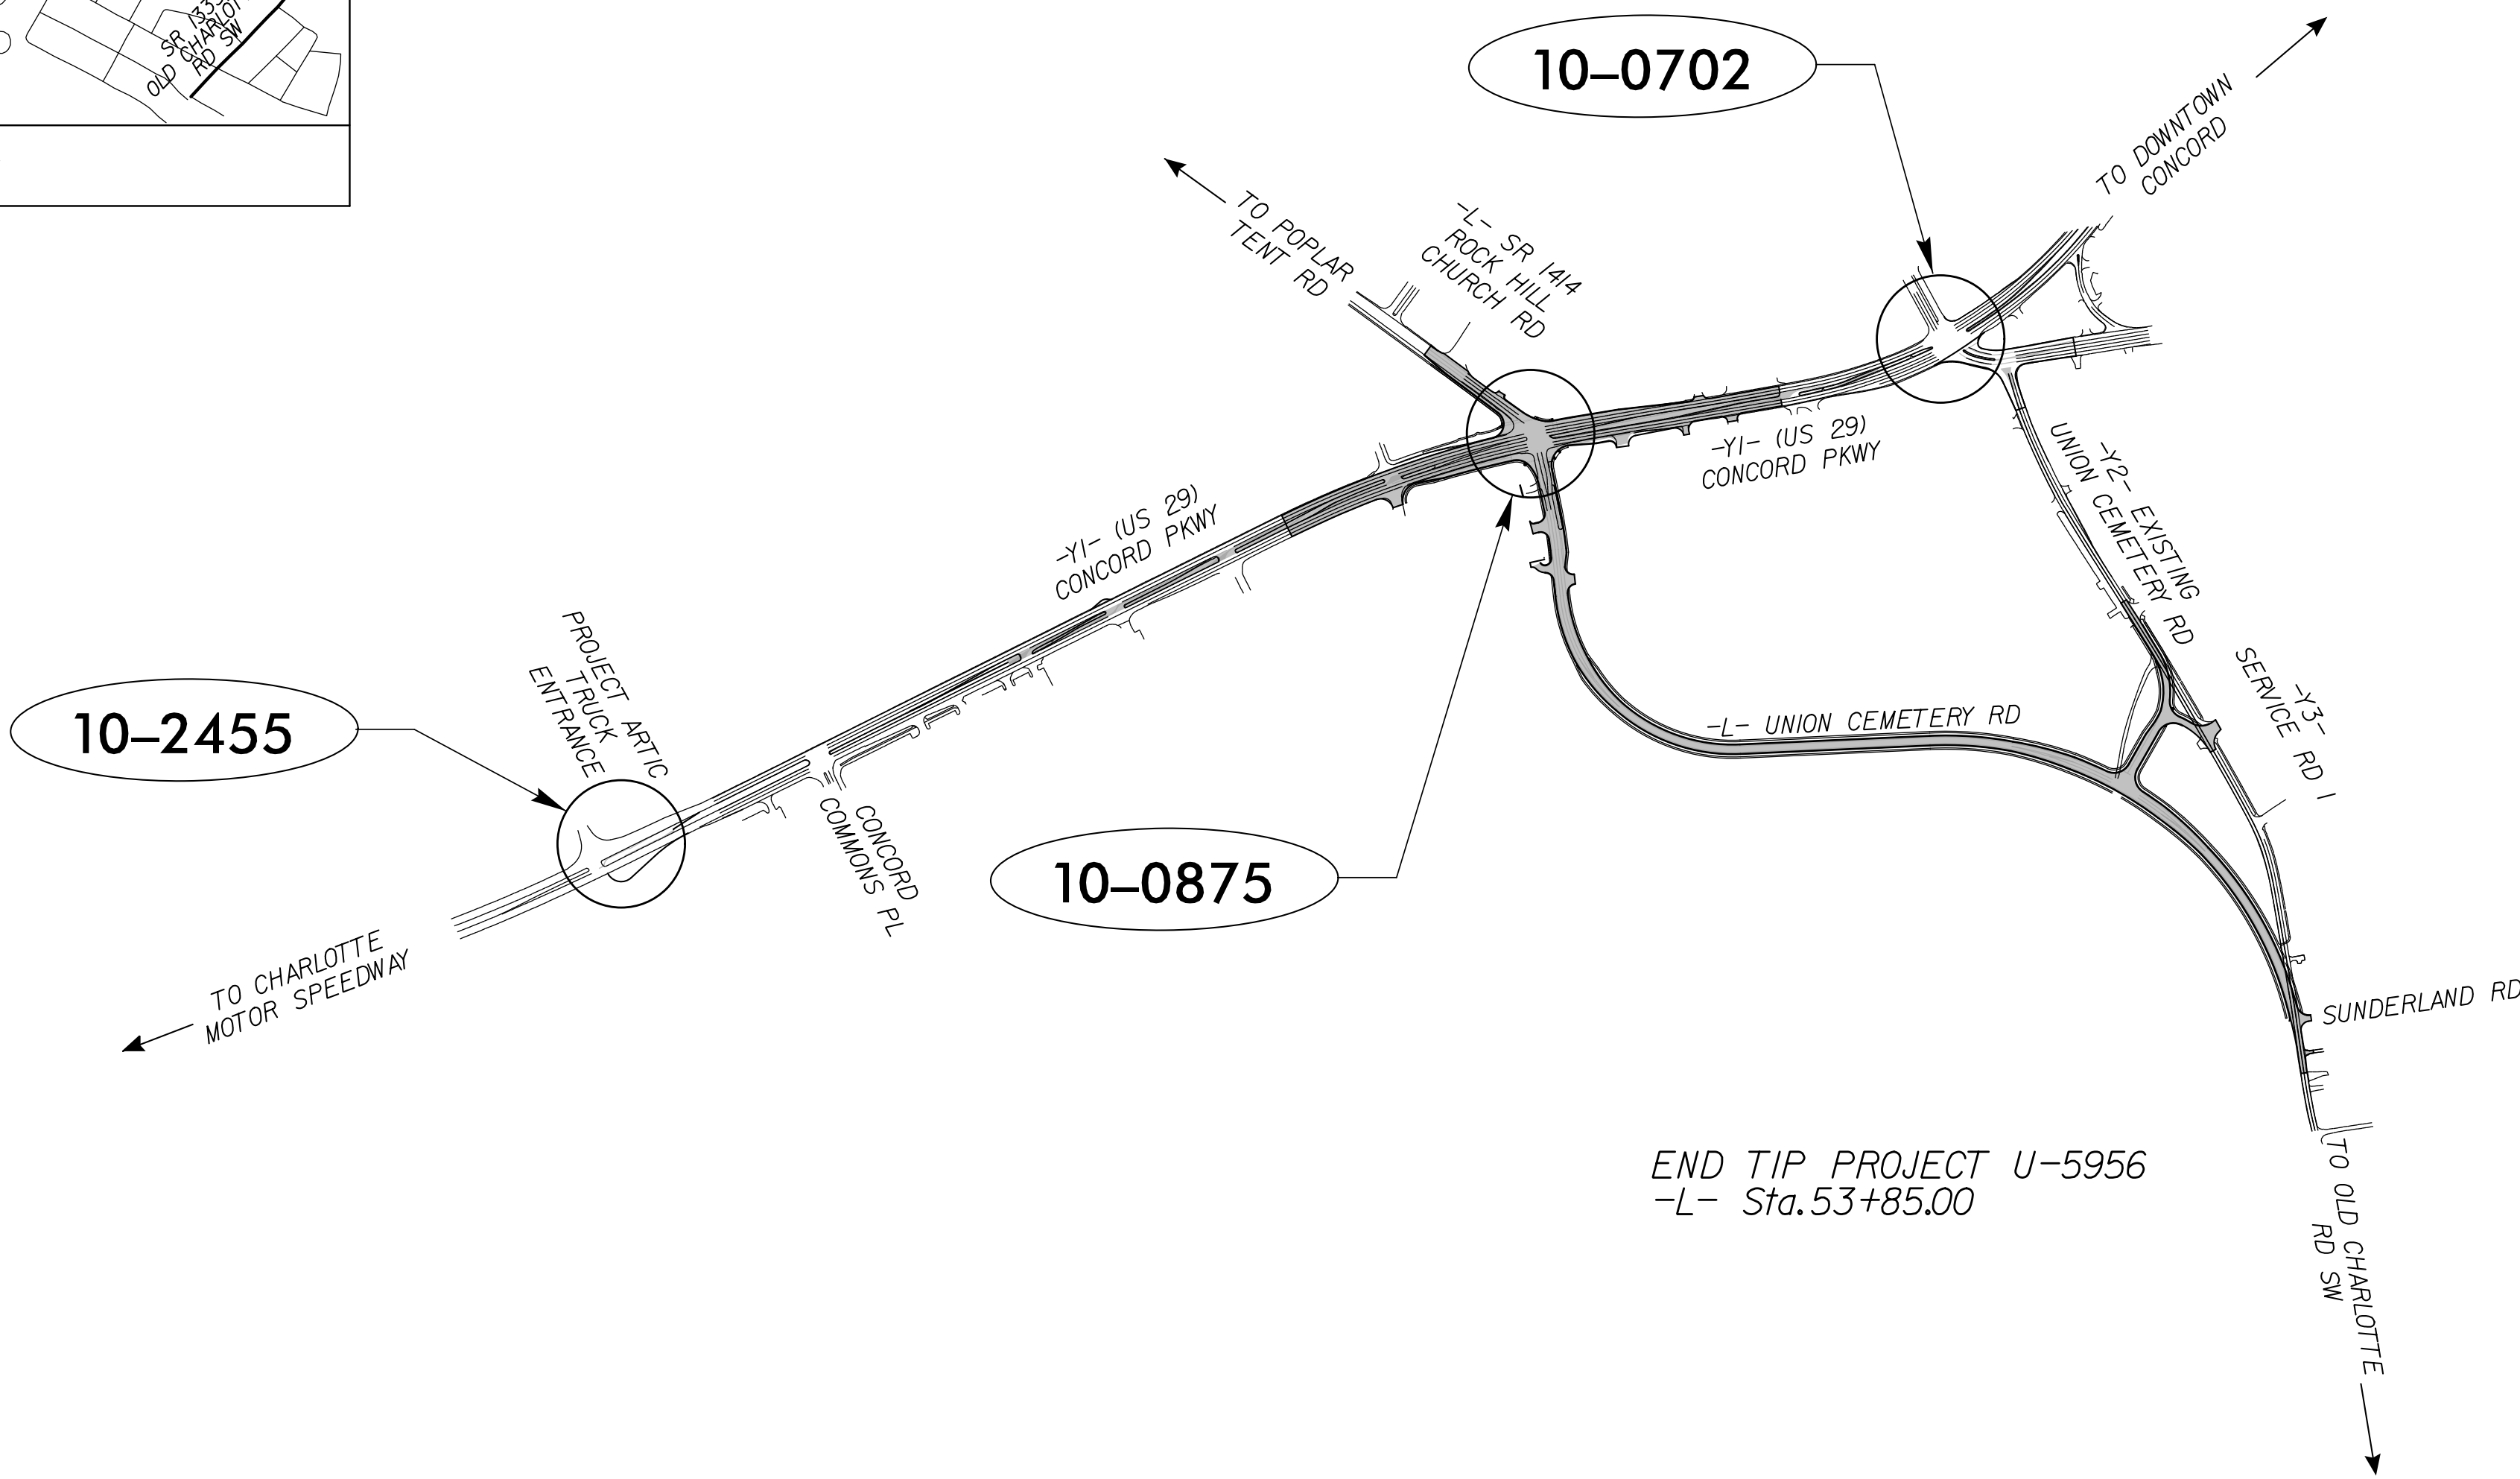 SR 1335
OLD CHARLOTTE
RD SW
10-0702
TO DOWNTOWN
CONCORD
TO POPLAR
TENT RD
-L- SR 1414
ROCK HILL
CHURCH RD
-Y1- (US 29)
CONCORD PKWY
-Y2- EXISTING
UNION CEMETERY RD
-Y1- (US 29)
CONCORD PKWY
PROJECT ARTIC
TRUCK
ENTRANCE
10-2455
-Y3-
SERVICE RD 1
-L- UNION CEMETERY RD
CONCORD
COMMONS PL
10-0875
TO CHARLOTTE
MOTOR SPEEDWAY
SUNDERLAND RD
END TIP PROJECT U-5956
-L- Sta. 53+85.00
TO OLD CHARLOTTE
RD SW